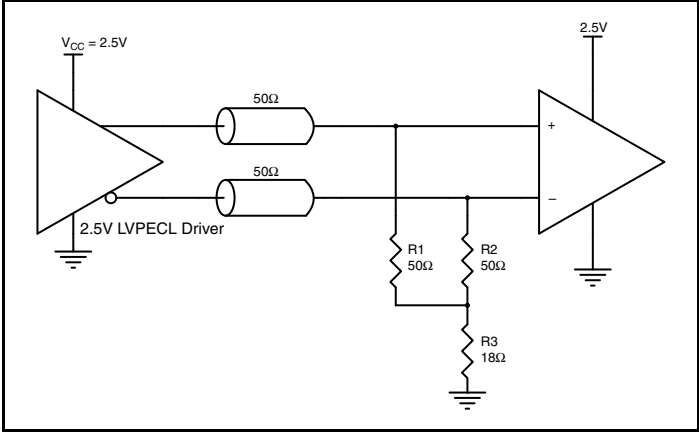 V_CC = 2.5V
2.5V
50Ω
+
50Ω
−
2.5V LVPECL Driver
R1
50Ω
R2
50Ω
R3
18Ω